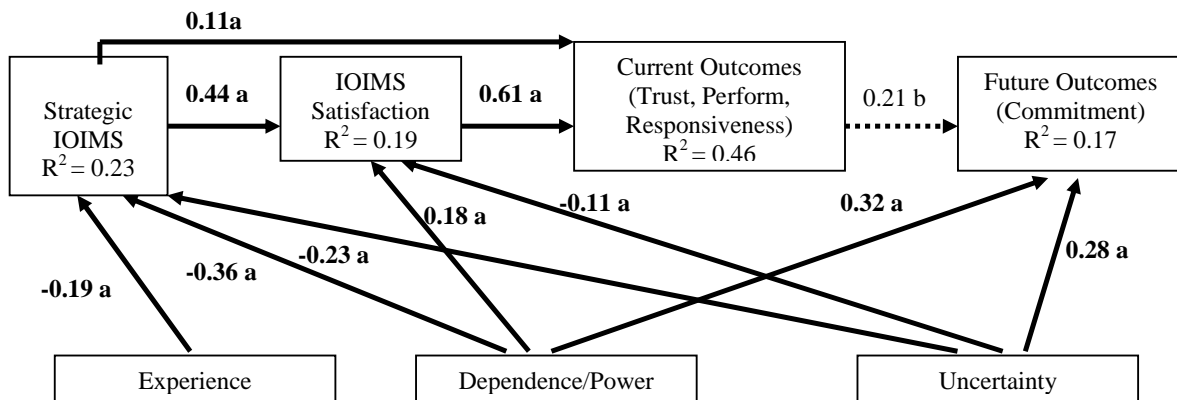 0.11a
Strategic
IOIMS
R2 = 0.23
0.44 a
IOIMS
Satisfaction
R2 = 0.19
0.61 a
Current Outcomes
(Trust, Perform,
Responsiveness)
R2 = 0.46
0.21 b
Future Outcomes
(Commitment)
R2 = 0.17
-0.19 a
-0.36 a
-0.23 a
0.18 a
-0.11 a
0.32 a
0.28 a
Experience
Dependence/Power
Uncertainty